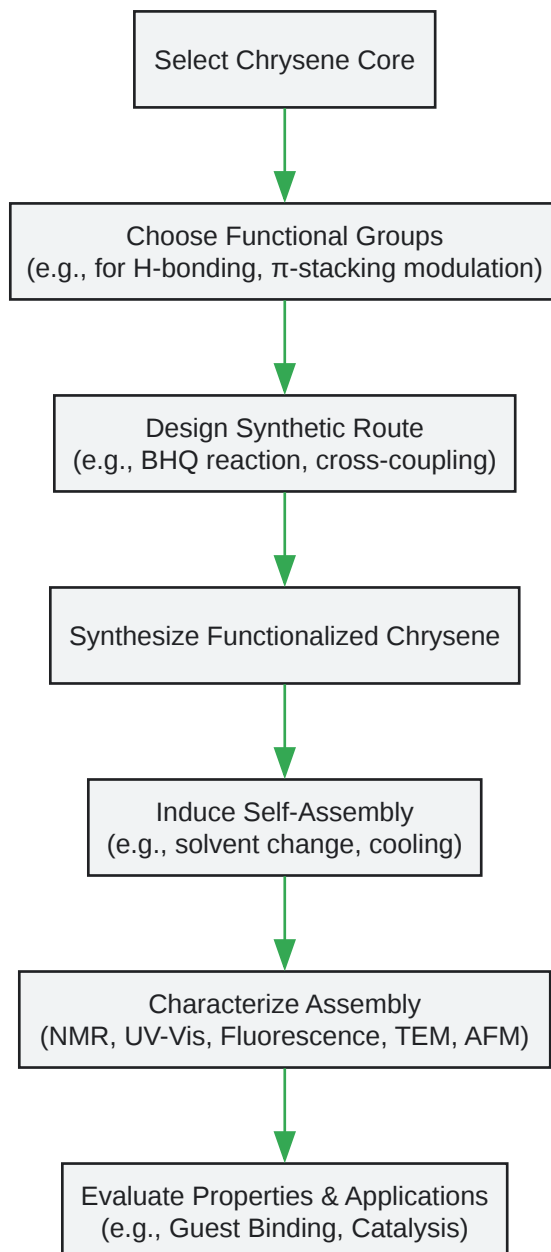 Select Chrysene Core
Choose Functional Groups
(e.g., for H-bonding, π-stacking modulation)
Design Synthetic Route
(e.g., BHQ reaction, cross-coupling)
Synthesize Functionalized Chrysene
Induce Self-Assembly
(e.g., solvent change, cooling)
Characterize Assembly
(NMR, UV-Vis, Fluorescence, TEM, AFM)
Evaluate Properties & Applications
(e.g., Guest Binding, Catalysis)